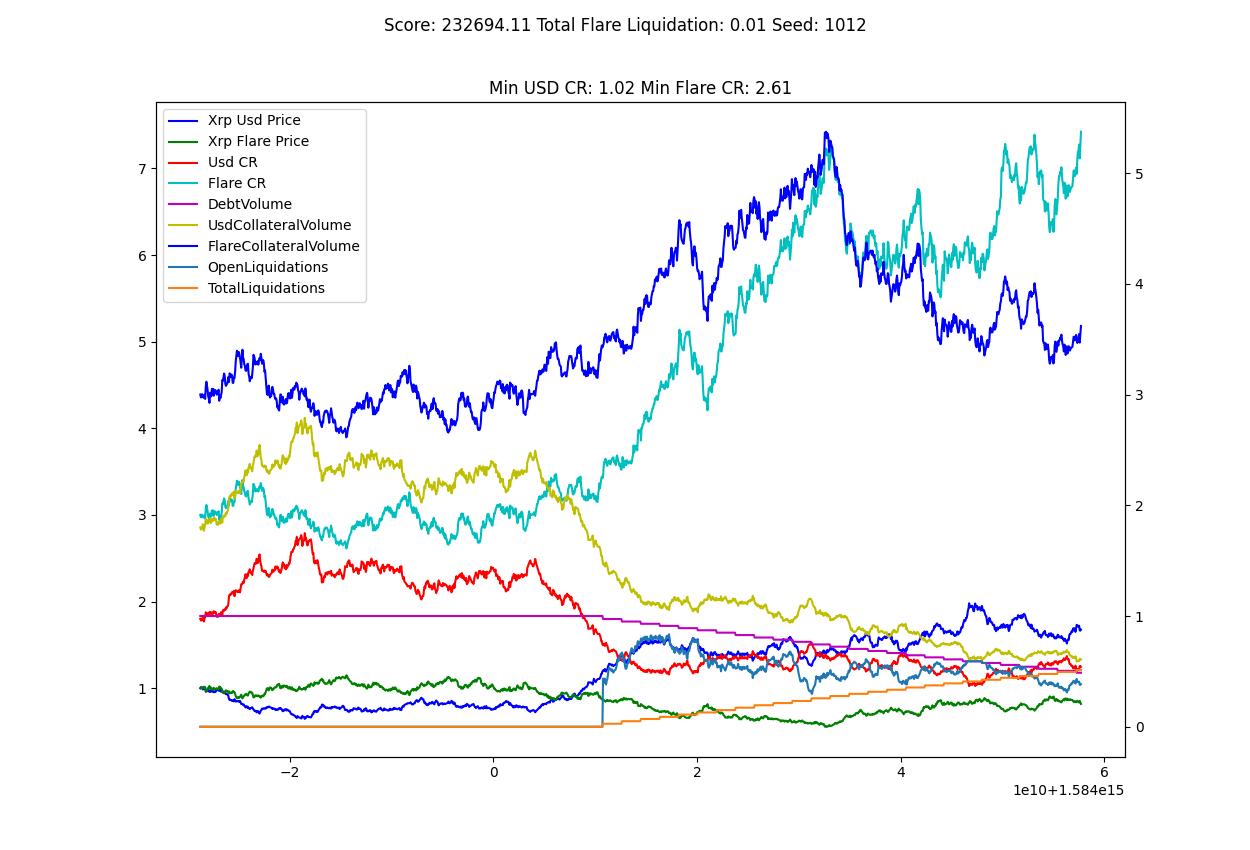 Score: 232694.11 Total Flare Liquidation: 0.01 Seed: 1012
Min USD CR: 1.02 Min Flare CR: 2.61
Xrp Usd Price
Xrp Flare Price
Usd CR
Flare CR
DebtVolume
UsdCollateralVolume
FlareCollateralVolume
OpenLiquidations
TotalLiquidations
7
6
5
4
3
2
1
5
4
3
2
1
0
−2
0
2
4
6
1e10+1.584e15